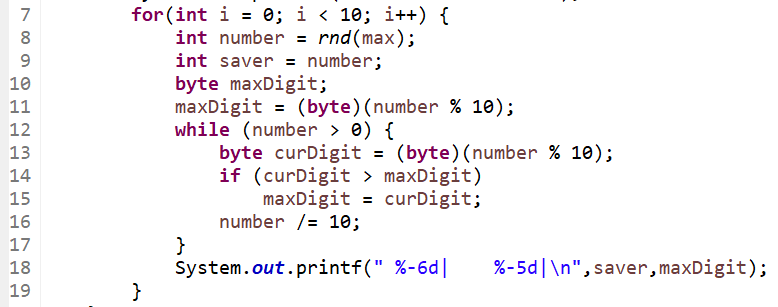 7 for(int i = 0; i < 10; i++) {
8 int number = rnd(max);
9 int saver = number;
10 byte maxDigit;
11 maxDigit = (byte)(number % 10);
12 while (number > 0) {
13 byte curDigit = (byte)(number % 10);
14 if (curDigit > maxDigit)
15 maxDigit = curDigit;
16 number /= 10;
17 }
18 System.out.printf(" %-6d|    %-5d|\n",saver,maxDigit);
19 }